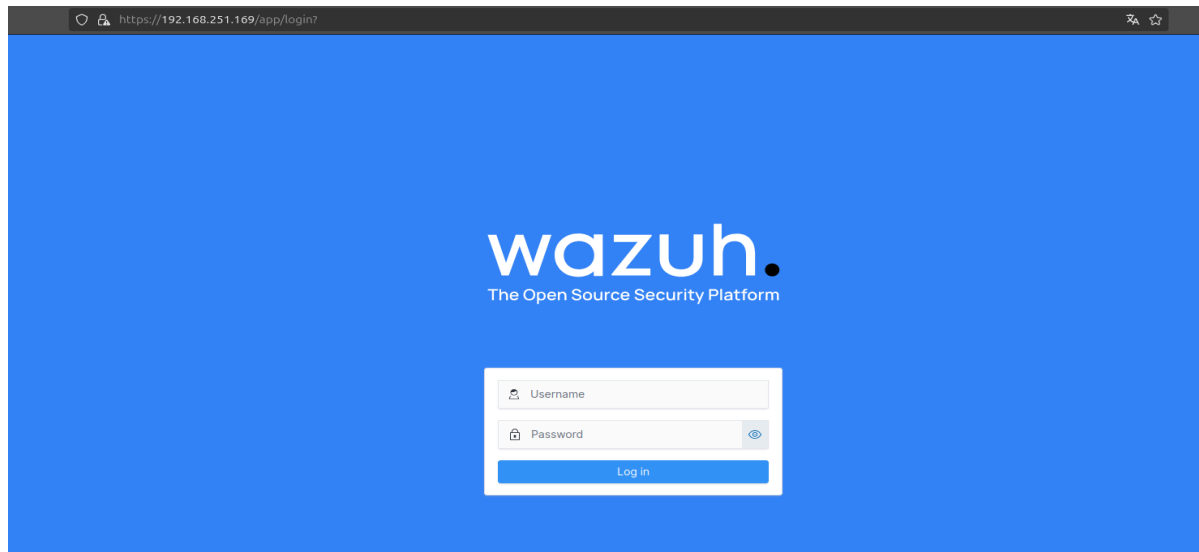 https://192.168.251.169/app/login?
wazuh.
The Open Source Security Platform
Username
Password
Log in